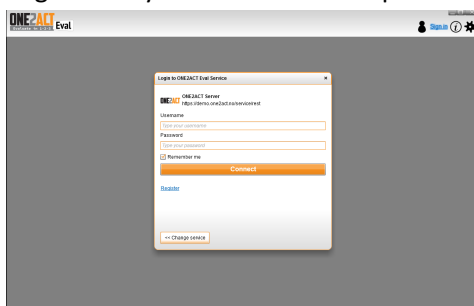 ONE2ACT Eval
Sign in
Login to ONE2ACT Eval Service
ONE2ACT
ONE2ACT Server
https://demo.one2act.no/service/rest
Username
Type your username
Password
Type your password
Remember me
Connect
Register
<< Change service